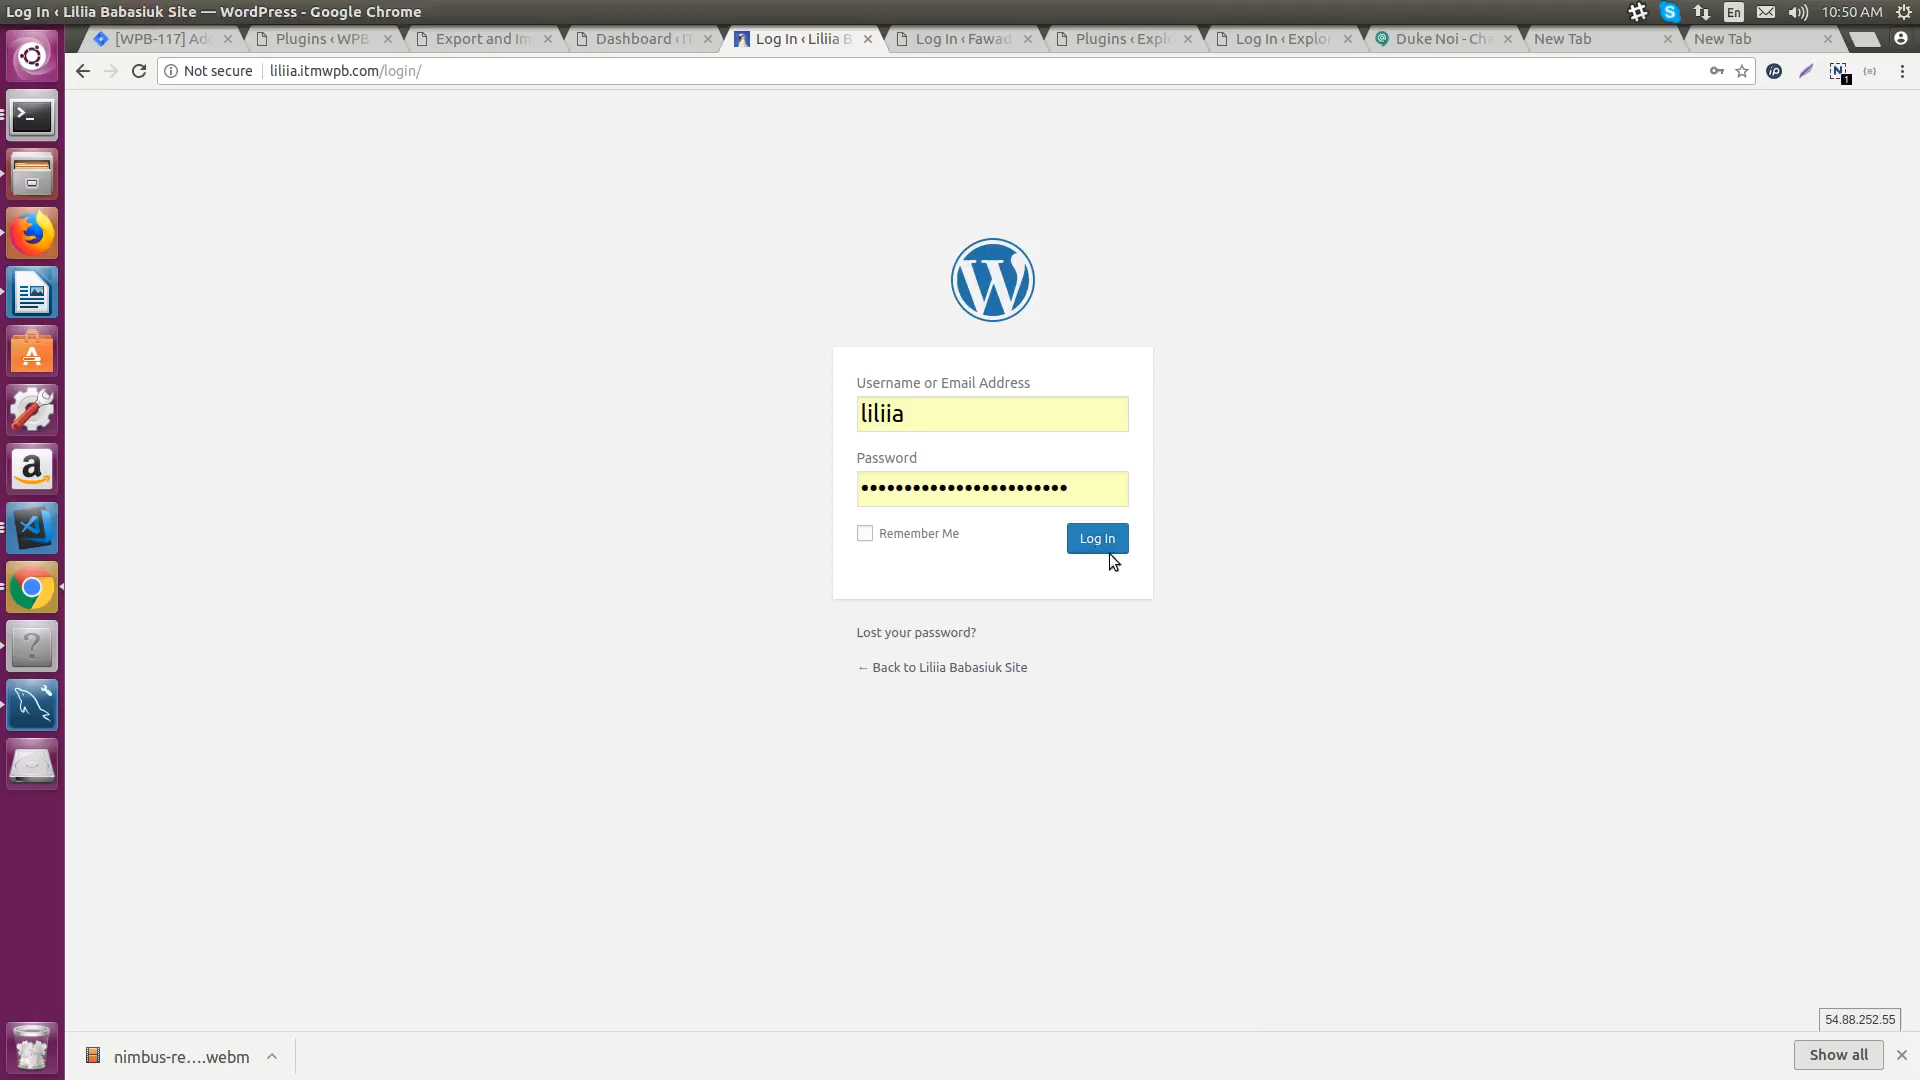 Log In ‹ Liliia Babasiuk Site — WordPress - Google Chrome
En
10:50 AM
[WPB-117] Ad
Plugins ‹ WPB
Export and Im
Dashboard ‹ IT
Log In ‹ Liliia B
Log In ‹ Fawad
Plugins ‹ Explo
Log In ‹ Explor
Duke Noi - Cha
New Tab
New Tab
Not secure
liliia.itmwpb.com/login/
Username or Email Address
liliia
Password
Remember Me
Log In
Lost your password?
← Back to Liliia Babasiuk Site
54.88.252.55
nimbus-re....webm
Show all